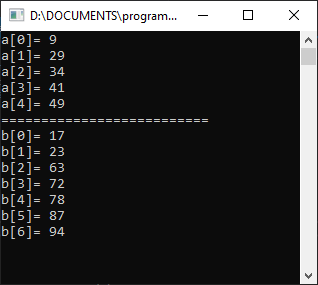 D:\DOCUMENTS\program...
a[0]= 9
a[1]= 29
a[2]= 34
a[3]= 41
a[4]= 49
==========================
b[0]= 17
b[1]= 23
b[2]= 63
b[3]= 72
b[4]= 78
b[5]= 87
b[6]= 94